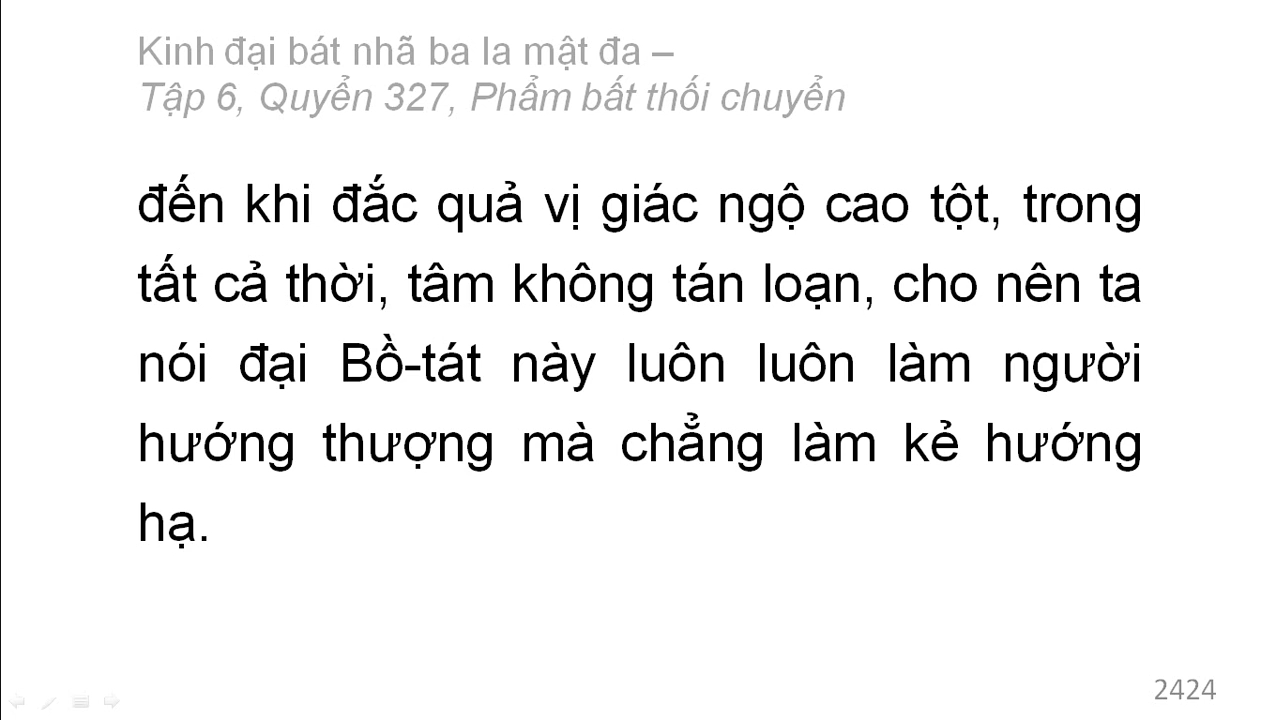 Kinh đại bát nhã ba la mật đa –
Tập 6, Quyển 327, Phẩm bất thối chuyển
đến khi đắc quả vị giác ngộ cao tột, trong
tất cả thời, tâm không tán loạn, cho nên ta
nói đại Bồ-tát này luôn luôn làm người
hướng thượng mà chẳng làm kẻ hướng
hạ.
2424